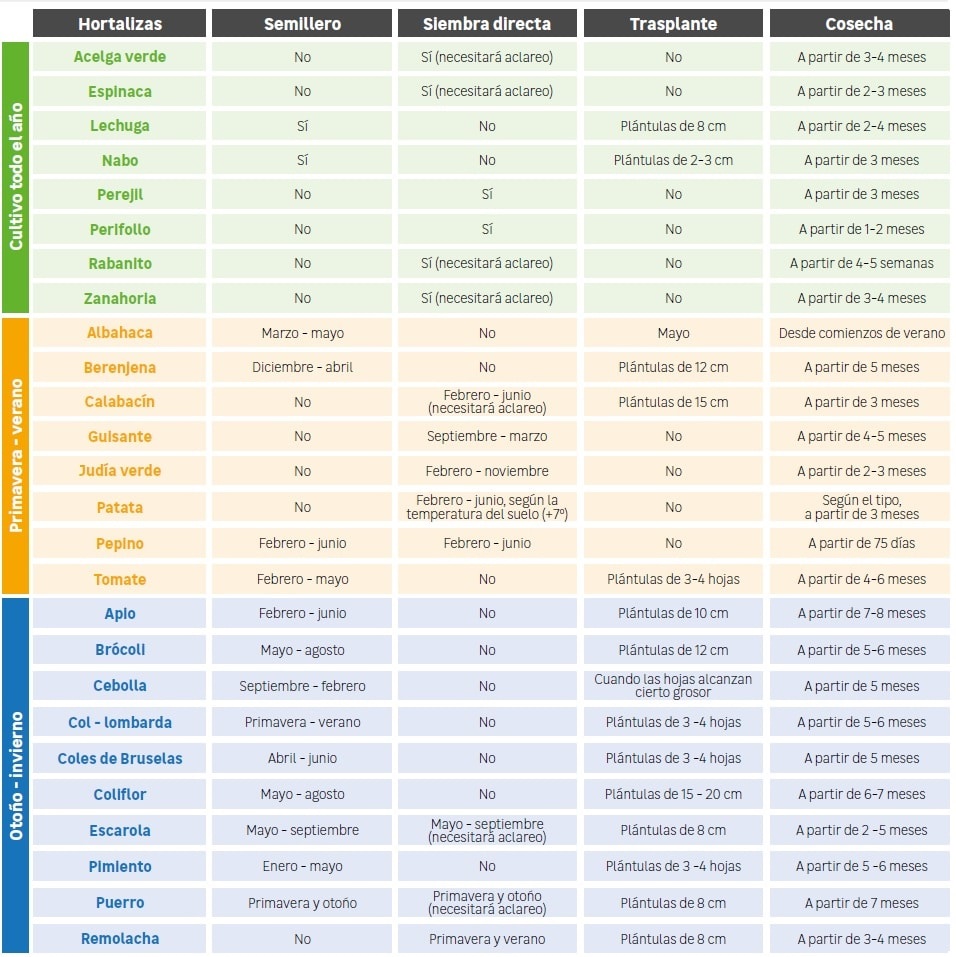 Hortalizas Semillero Siembra directa Trasplante Cosecha
Cultivo todo el año
Acelga verde No Sí (necesitará aclareo) No A partir de 3-4 meses
Espinaca No Sí (necesitará aclareo) No A partir de 2-3 meses
Lechuga Sí No Plántulas de 8 cm A partir de 2-4 meses
Nabo Sí No Plántulas de 2-3 cm A partir de 3 meses
Perejil No Sí No A partir de 3 meses
Perifollo No Sí No A partir de 1-2 meses
Rabanito No Sí (necesitará aclareo) No A partir de 4-5 semanas
Zanahoria No Sí (necesitará aclareo) No A partir de 3-4 meses
Primavera - verano
Albahaca Marzo - mayo No Mayo Desde comienzos de verano
Berenjena Diciembre - abril No Plántulas de 12 cm A partir de 5 meses
Calabacín No Febrero - junio
(necesitará aclareo) Plántulas de 15 cm A partir de 3 meses
Guisante No Septiembre - marzo No A partir de 4-5 meses
Judía verde No Febrero - noviembre No A partir de 2-3 meses
Patata No Febrero - junio, según la
temperatura del suelo (+7º) No Según el tipo,
a partir de 3 meses
Pepino Febrero - junio Febrero - junio No A partir de 75 días
Tomate Febrero - mayo No Plántulas de 3-4 hojas A partir de 4-6 meses
Otoño - invierno
Apio Febrero - junio No Plántulas de 10 cm A partir de 7-8 meses
Brócoli Mayo - agosto No Plántulas de 12 cm A partir de 5-6 meses
Cebolla Septiembre - febrero No Cuando las hojas alcanzan
cierto grosor A partir de 5 meses
Col - lombarda Primavera - verano No Plántulas de 3 -4 hojas A partir de 5-6 meses
Coles de Bruselas Abril - junio No Plántulas de 3 -4 hojas A partir de 5 meses
Coliflor Mayo - agosto No Plántulas de 15 - 20 cm A partir de 6-7 meses
Escarola Mayo - septiembre Mayo - septiembre
(necesitará aclareo) Plántulas de 8 cm A partir de 2 -5 meses
Pimiento Enero - mayo No Plántulas de 3 -4 hojas A partir de 5 -6 meses
Puerro Primavera y otoño Primavera y otoño
(necesitará aclareo) Plántulas de 8 cm A partir de 7 meses
Remolacha No Primavera y verano Plántulas de 8 cm A partir de 3-4 meses